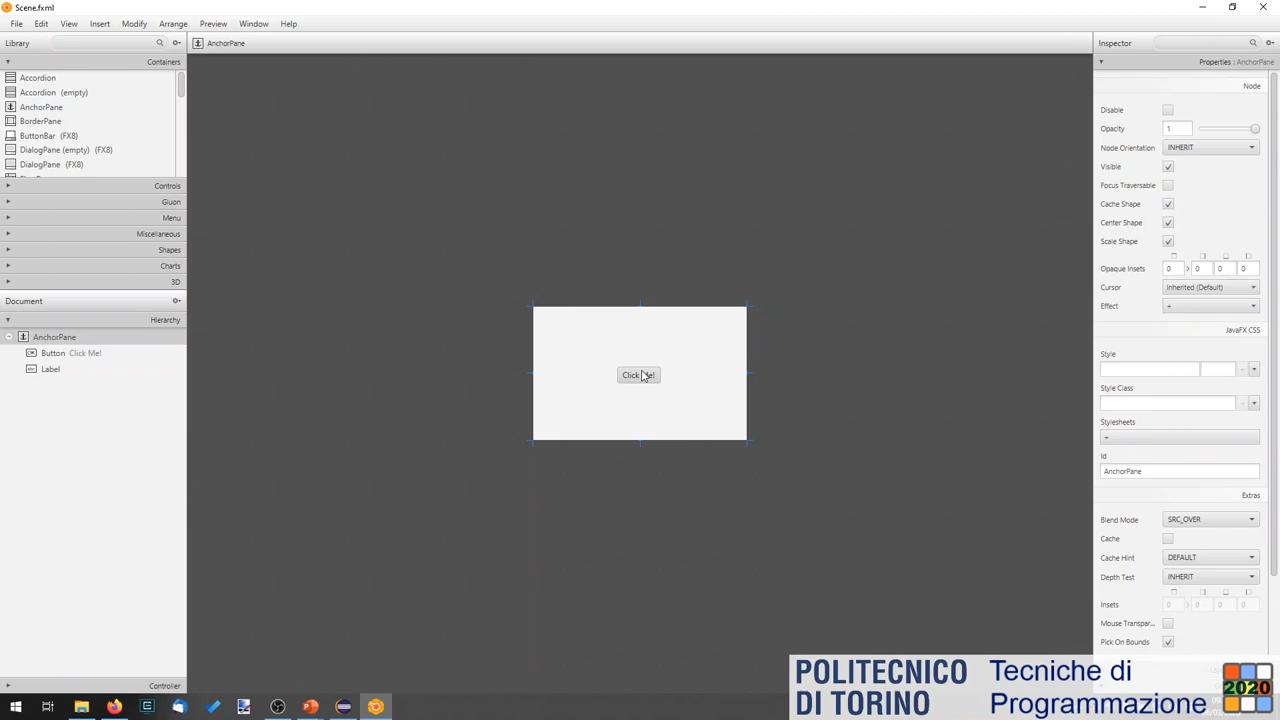 Scene.fxml
File Edit View Insert Modify Arrange Preview Window Help
Library
AnchorPane
Inspector
Containers
Properties : AnchorPane
Accordion
Accordion (empty)
AnchorPane
BorderPane
ButtonBar (FX8)
DialogPane (empty) (FX8)
DialogPane (FX8)
Controls
Gluon
Menu
Miscellaneous
Shapes
Charts
3D
Document
Hierarchy
AnchorPane
Button Click Me!
Label
Controller
Node
Disable
Opacity 1
Node Orientation INHERIT
Visible
Focus Traversable
Cache Shape
Center Shape
Scale Shape
Opaque Insets 0 0 0 0
Cursor Inherited (Default)
Effect +
JavaFX CSS
Style
Style Class
Stylesheets
+
Id
AnchorPane
Extras
Blend Mode SRC_OVER
Cache
Cache Hint DEFAULT
Depth Test INHERIT
Insets 0 0 0 0
Mouse Transpar...
Pick On Bounds
POLITECNICO
DI TORINO
Tecniche di
Programmazione
2020